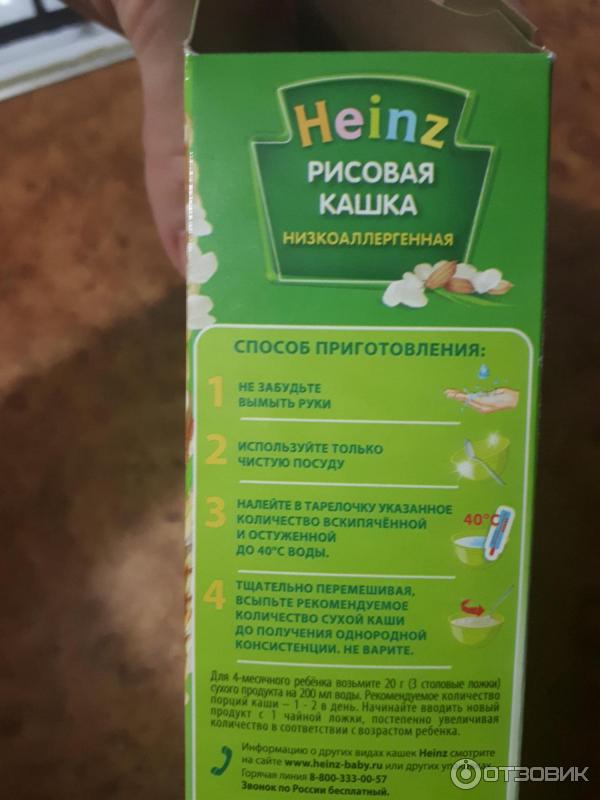 Heinz
РИСОВАЯ
КАШКА
НИЗКОАЛЛЕРГЕННАЯ
СПОСОБ ПРИГОТОВЛЕНИЯ:
1 НЕ ЗАБУДЬТЕ
ВЫМЫТЬ РУКИ
2 ИСПОЛЬЗУЙТЕ ТОЛЬКО
ЧИСТУЮ ПОСУДУ
3 НАЛЕЙТЕ В ТАРЕЛОЧКУ УКАЗАННОЕ
КОЛИЧЕСТВО ВСКИПЯЧЁННОЙ
И ОСТУЖЕННОЙ
ДО 40°С ВОДЫ.
40°C
4 ТЩАТЕЛЬНО ПЕРЕМЕШИВАЯ,
ВСЫПЬТЕ РЕКОМЕНДУЕМОЕ
КОЛИЧЕСТВО СУХОЙ КАШИ
ДО ПОЛУЧЕНИЯ ОДНОРОДНОЙ
КОНСИСТЕНЦИИ. НЕ ВАРИТЕ.
Для 4-месячного ребёнка возьмите 20 г (3 столовые ложки)
сухого продукта на 200 мл воды. Рекомендуемое количество
порций каши – 1 - 2 в день. Начинайте вводить новый
продукт с 1 чайной ложки, постепенно увеличивая
количество в соответствии с возрастом ребенка.
Информацию о других видах кашек Heinz смотрите
на сайте www.heinz-baby.ru или других упаковках
Горячая линия 8-800-333-00-57
Звонок по России бесплатный.
ОТЗОВИК